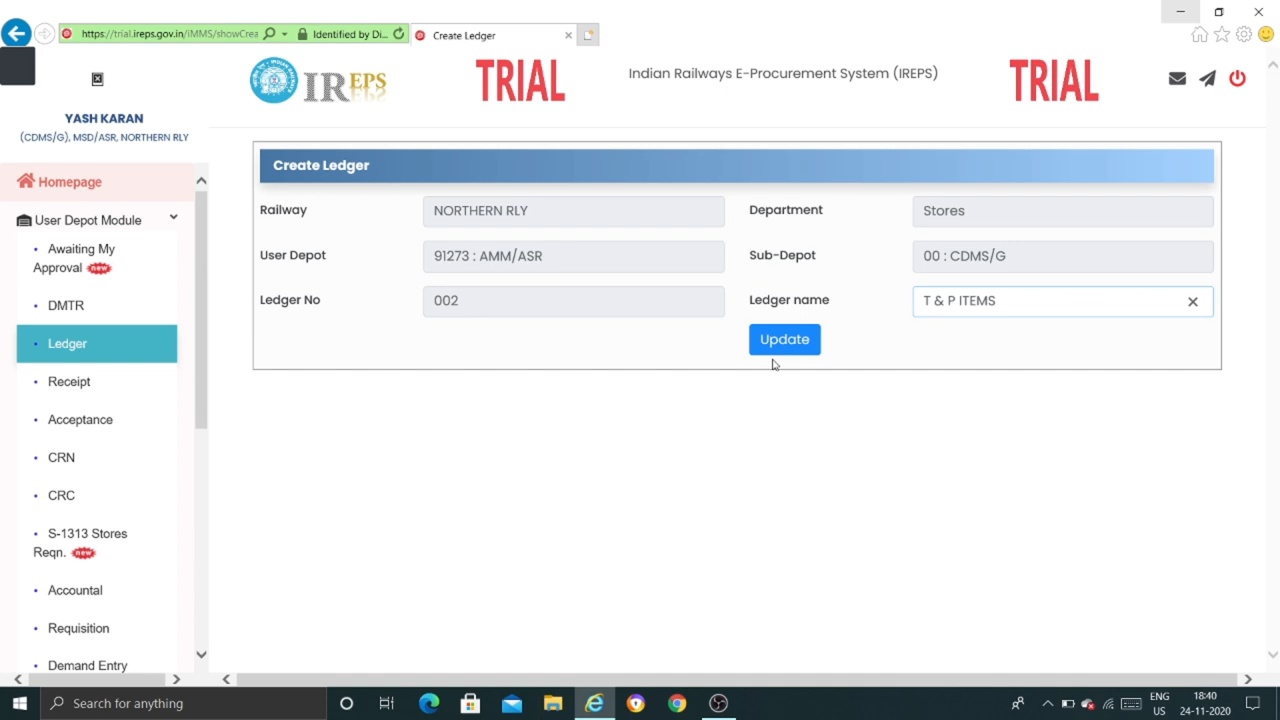 https://trial.ireps.gov.in/iMMS/showCrea
Identified by Di...
Create Ledger
IREPS
TRIAL
Indian Railways E-Procurement System (IREPS)
TRIAL
YASH KARAN
(CDMS/G), MSD/ASR, NORTHERN RLY
Homepage
User Depot Module
Awaiting My
Approval new
DMTR
Ledger
Receipt
Acceptance
CRN
CRC
S-1313 Stores
Reqn. new
Accountal
Requisition
Demand Entry
Create Ledger
Railway NORTHERN RLY Department Stores
User Depot 91273 : AMM/ASR Sub-Depot 00 : CDMS/G
Ledger No 002 Ledger name T & P ITEMS
Update
Search for anything
ENG
US
18:40
24-11-2020